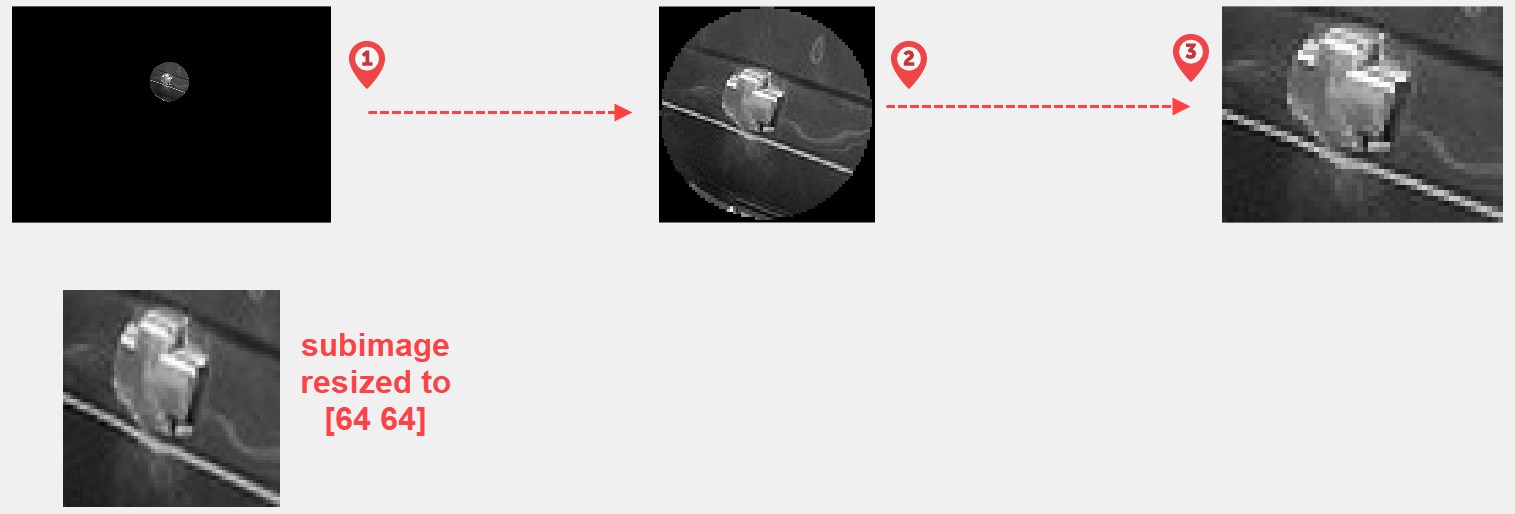 1
2
3
subimage
resized to
[64 64]